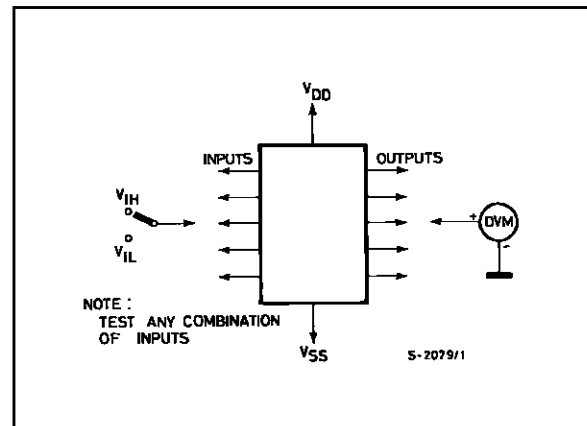 VDD
INPUTS
OUTPUTS
VIH
VIL
+
DVM
-
NOTE :
TEST ANY COMBINATION
OF INPUTS
VSS
S-2079/1